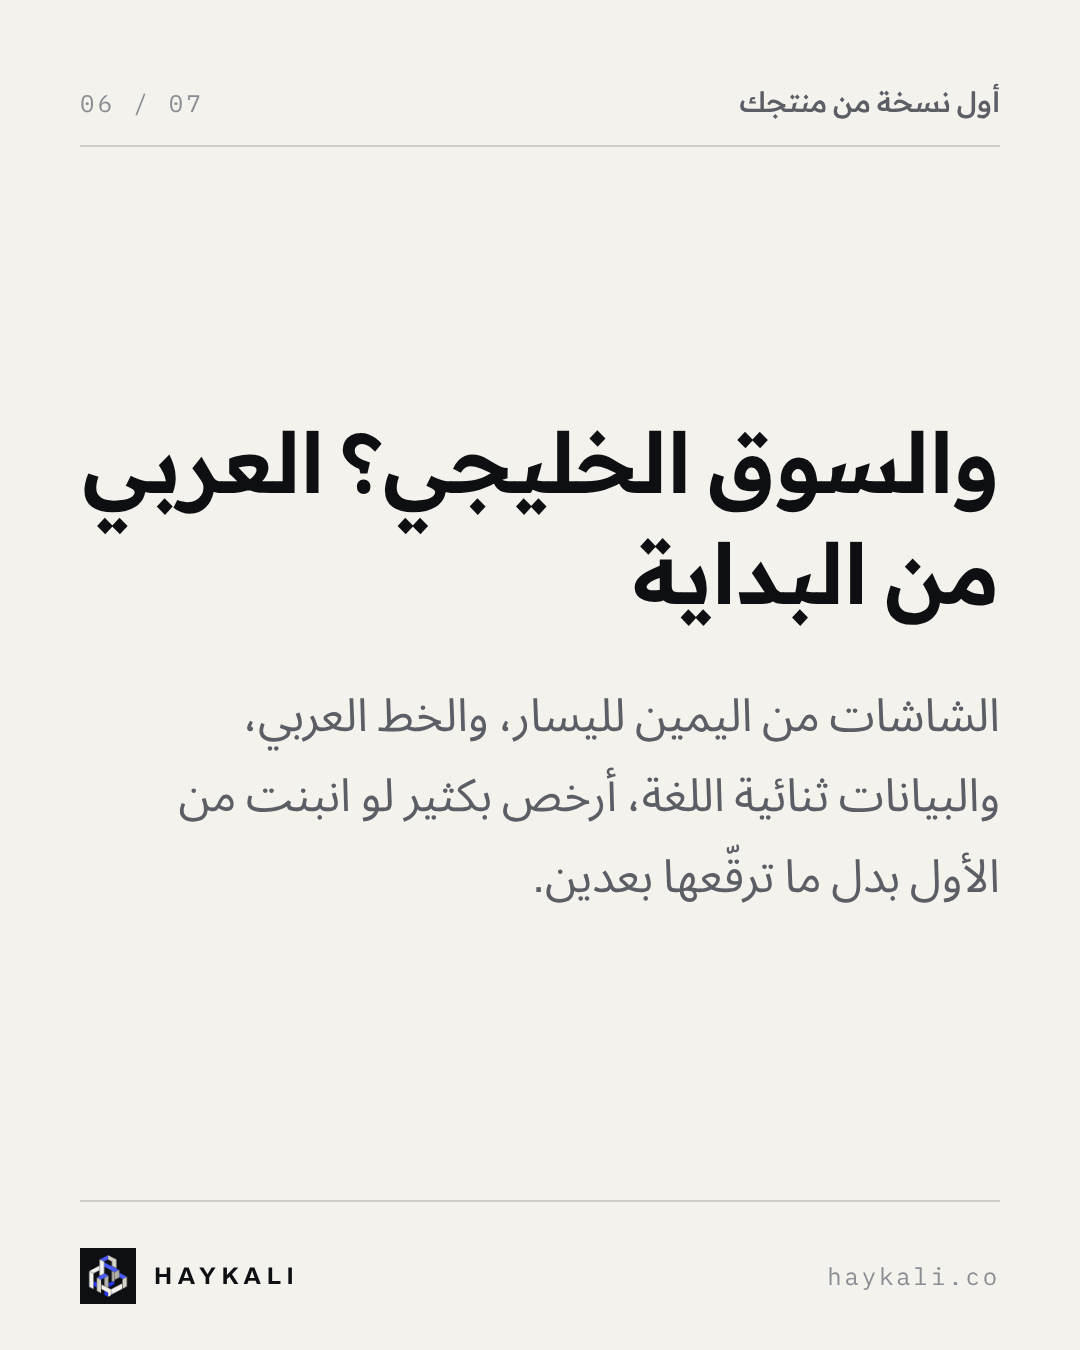 أول نسخة من منتجك
06 / 07
والسوق الخليجي؟ العربي
من البداية
الشاشات من اليمين لليسار، والخط العربي،
والبيانات ثنائية اللغة، أرخص بكثير لو انبنت من
الأول بدل ما ترقّعها بعدين.
HAYKALI
haykali.co